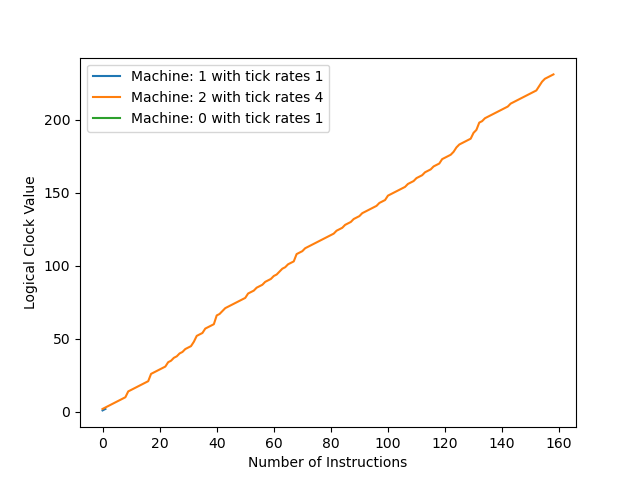 Machine: 1 with tick rates 1
Machine: 2 with tick rates 4
Machine: 0 with tick rates 1
200
150
100
50
0
Logical Clock Value
0 20 40 60 80 100 120 140 160
Number of Instructions